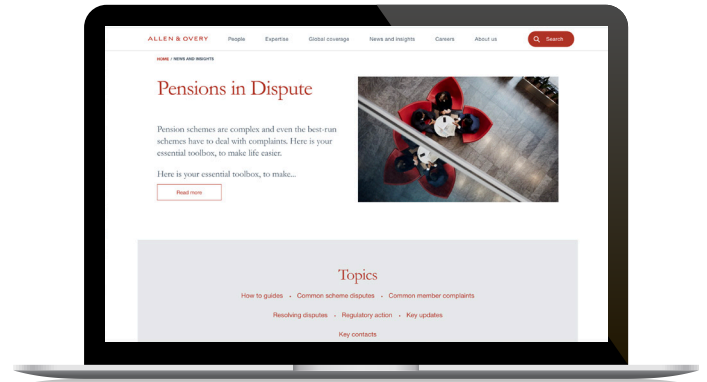 ALLEN & OVERY People Expertise Global coverage News and insights Careers About us Search
HOME / NEWS AND INSIGHTS
Pensions in Dispute
Pension schemes are complex and even the best-run
schemes have to deal with complaints. Here is your
essential toolbox, to make life easier.
Here is your essential toolbox, to make...
Read more
Topics
How to guides • Common scheme disputes • Common member complaints
Resolving disputes • Regulatory action • Key updates
Key contacts